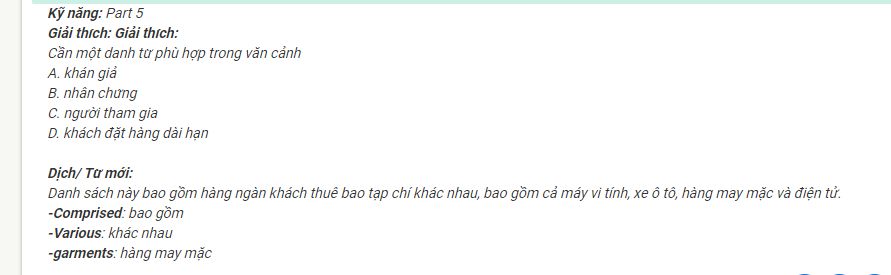 Kỹ năng: Part 5
Giải thích: Giải thích:
Cần một danh từ phù hợp trong văn cảnh
A. khán giả
B. nhân chứng
C. người tham gia
D. khách đặt hàng dài hạn
Dịch/ Từ mới:
Danh sách này bao gồm hàng ngàn khách thuê bao tạp chí khác nhau, bao gồm cả máy vi tính, xe ô tô, hàng may mặc và điện tử.
-Comprised: bao gồm
-Various: khác nhau
-garments: hàng may mặc